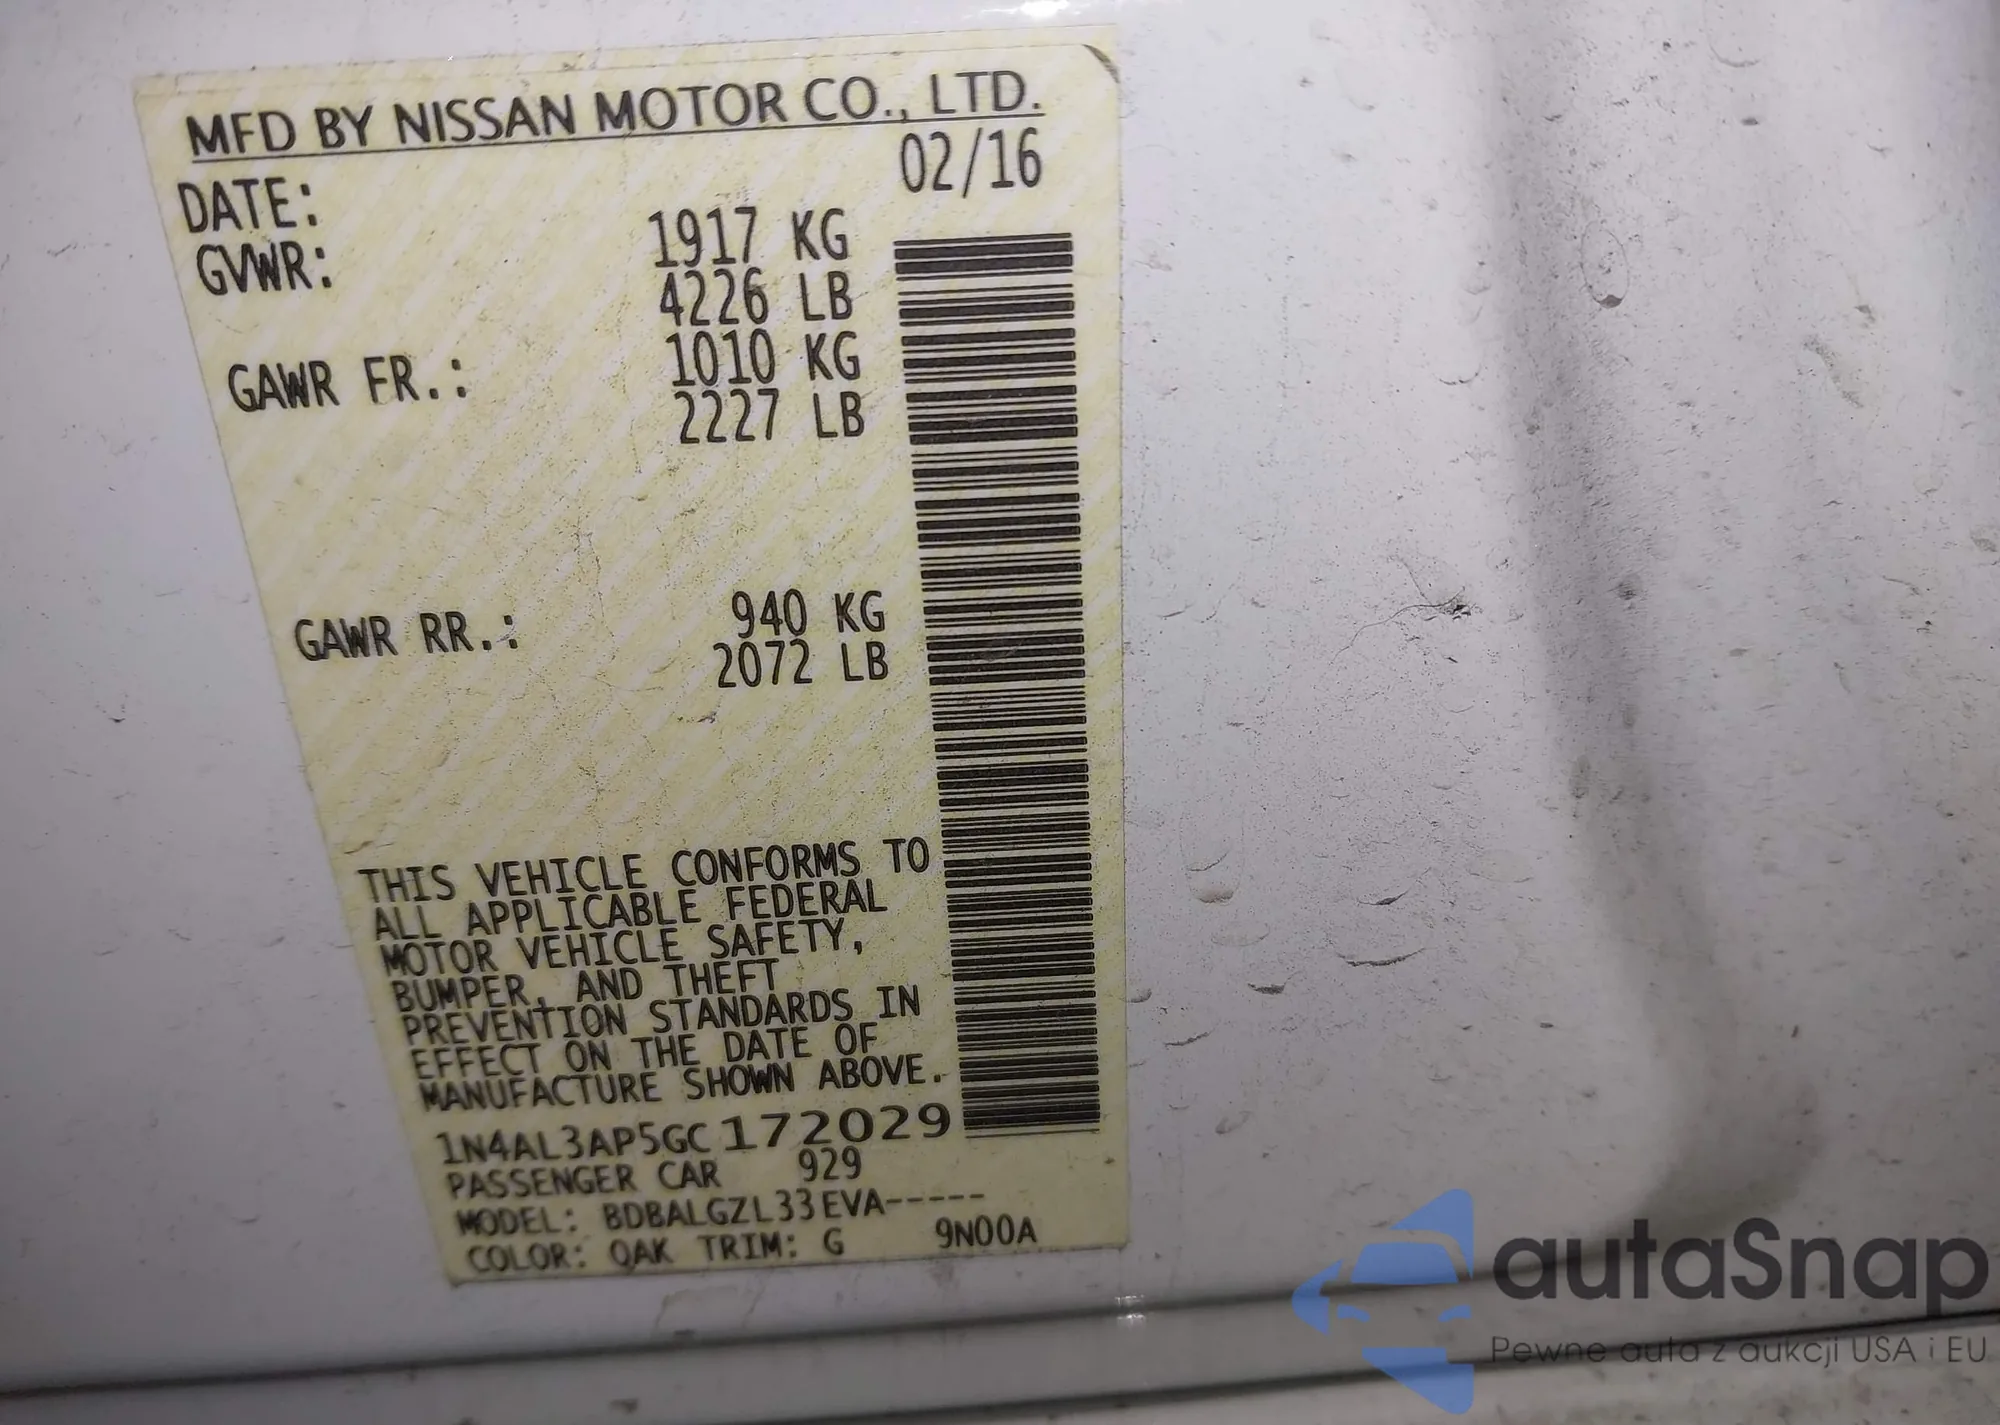 MFD BY NISSAN MOTOR CO., LTD.
DATE: 02/16
GVWR: 1917 KG
4226 LB
GAWR FR.: 1010 KG
2227 LB
GAWR RR.: 940 KG
2072 LB
THIS VEHICLE CONFORMS TO
ALL APPLICABLE FEDERAL
MOTOR VEHICLE SAFETY,
BUMPER, AND THEFT
PREVENTION STANDARDS IN
EFFECT ON THE DATE OF
MANUFACTURE SHOWN ABOVE.
1N4AL3AP5GC172029
PASSENGER CAR 929
MODEL: BDBALGZL33EVA-----
COLOR: QAK TRIM: G 9N00A
autaSnap
Pewne auta z aukcji USA i EU